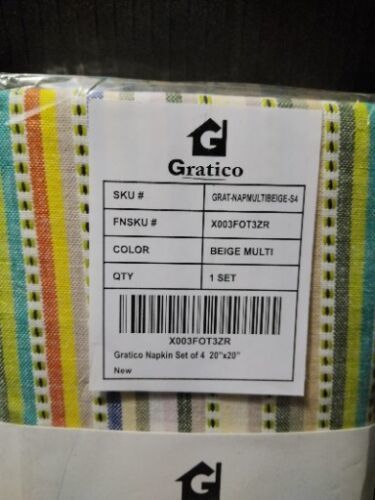 Gratico
SKU # GRAT-NAPMULTIBEIGE-S4
FNSKU # X003FOT3ZR
COLOR BEIGE MULTI
QTY 1 SET
X003FOT3ZR
Gratico Napkin Set of 4 20"x20"
New